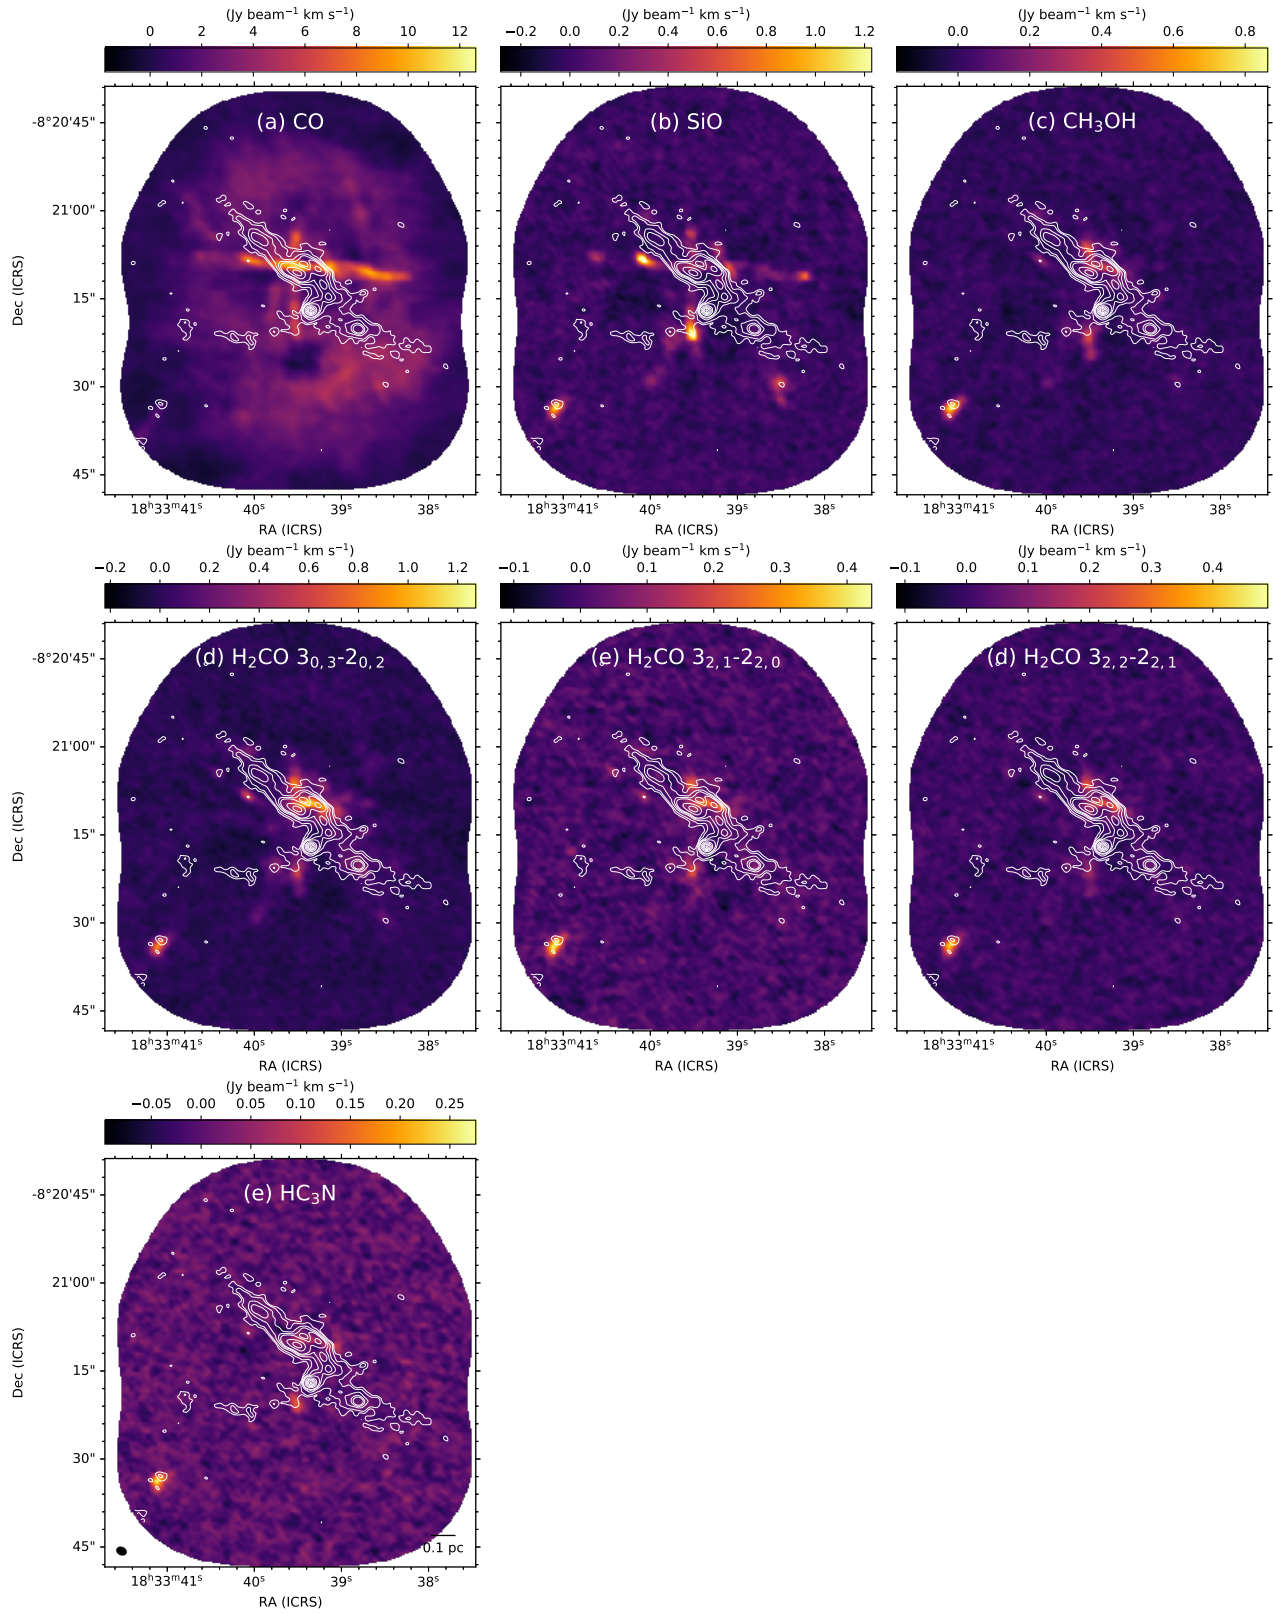 (Jy beam⁻¹ km s⁻¹) (Jy beam⁻¹ km s⁻¹) (Jy beam⁻¹ km s⁻¹)
0 2 4 6 8 10 12 −0.2 0.0 0.2 0.4 0.6 0.8 1.0 1.2 0.0 0.2 0.4 0.6 0.8
(a) CO (b) SiO (c) CH₃OH
-8°20'45"
21'00"
15"
30"
45"
Dec (ICRS)
18ʰ33ᵐ41ˢ 40ˢ 39ˢ 38ˢ 18ʰ33ᵐ41ˢ 40ˢ 39ˢ 38ˢ 18ʰ33ᵐ41ˢ 40ˢ 39ˢ 38ˢ
RA (ICRS) RA (ICRS) RA (ICRS)
(Jy beam⁻¹ km s⁻¹) (Jy beam⁻¹ km s⁻¹) (Jy beam⁻¹ km s⁻¹)
−0.2 0.0 0.2 0.4 0.6 0.8 1.0 1.2 −0.1 0.0 0.1 0.2 0.3 0.4 −0.1 0.0 0.1 0.2 0.3 0.4
(d) H₂CO 3₀,₃-2₀,₂ (e) H₂CO 3₂,₁-2₂,₀ (d) H₂CO 3₂,₂-2₂,₁
-8°20'45"
21'00"
15"
30"
45"
Dec (ICRS)
18ʰ33ᵐ41ˢ 40ˢ 39ˢ 38ˢ 18ʰ33ᵐ41ˢ 40ˢ 39ˢ 38ˢ 18ʰ33ᵐ41ˢ 40ˢ 39ˢ 38ˢ
RA (ICRS) RA (ICRS) RA (ICRS)
(Jy beam⁻¹ km s⁻¹)
−0.05 0.00 0.05 0.10 0.15 0.20 0.25
(e) HC₃N
-8°20'45"
21'00"
15"
30"
45"
Dec (ICRS)
0.1 pc
18ʰ33ᵐ41ˢ 40ˢ 39ˢ 38ˢ
RA (ICRS)